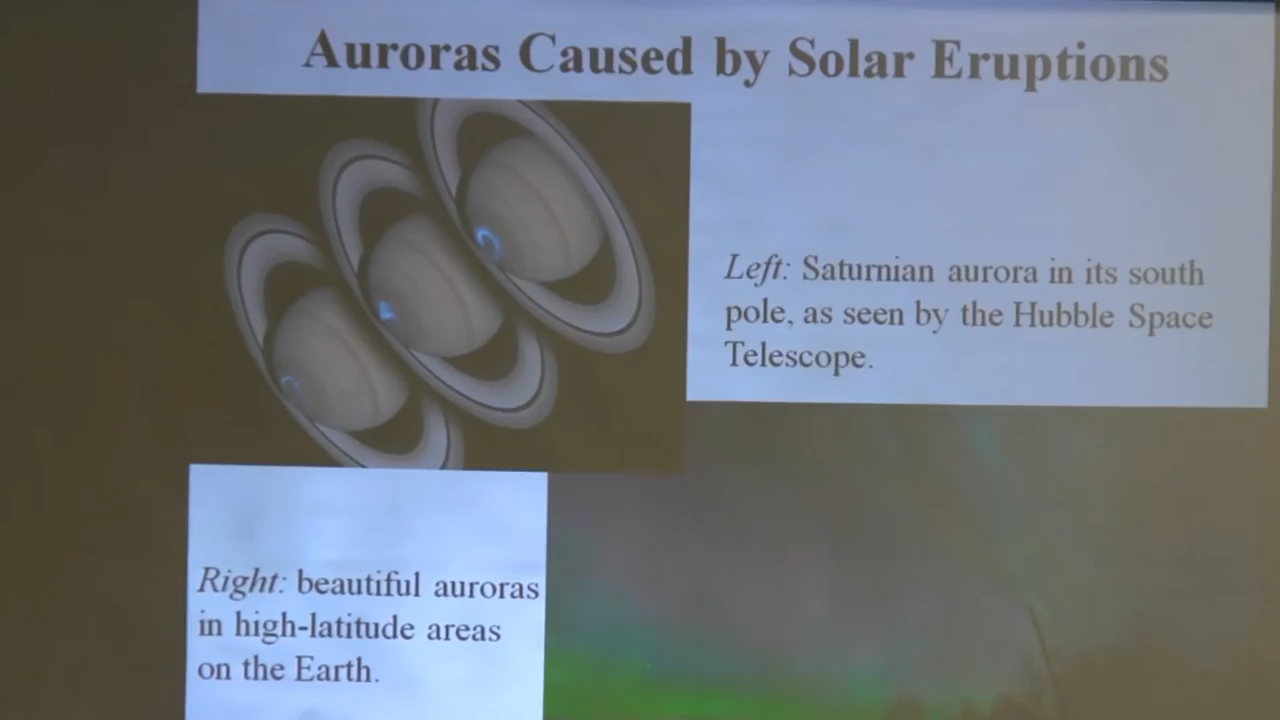 Auroras Caused by Solar Eruptions
Left: Saturnian aurora in its south
pole, as seen by the Hubble Space
Telescope.
Right: beautiful auroras
in high-latitude areas
on the Earth.